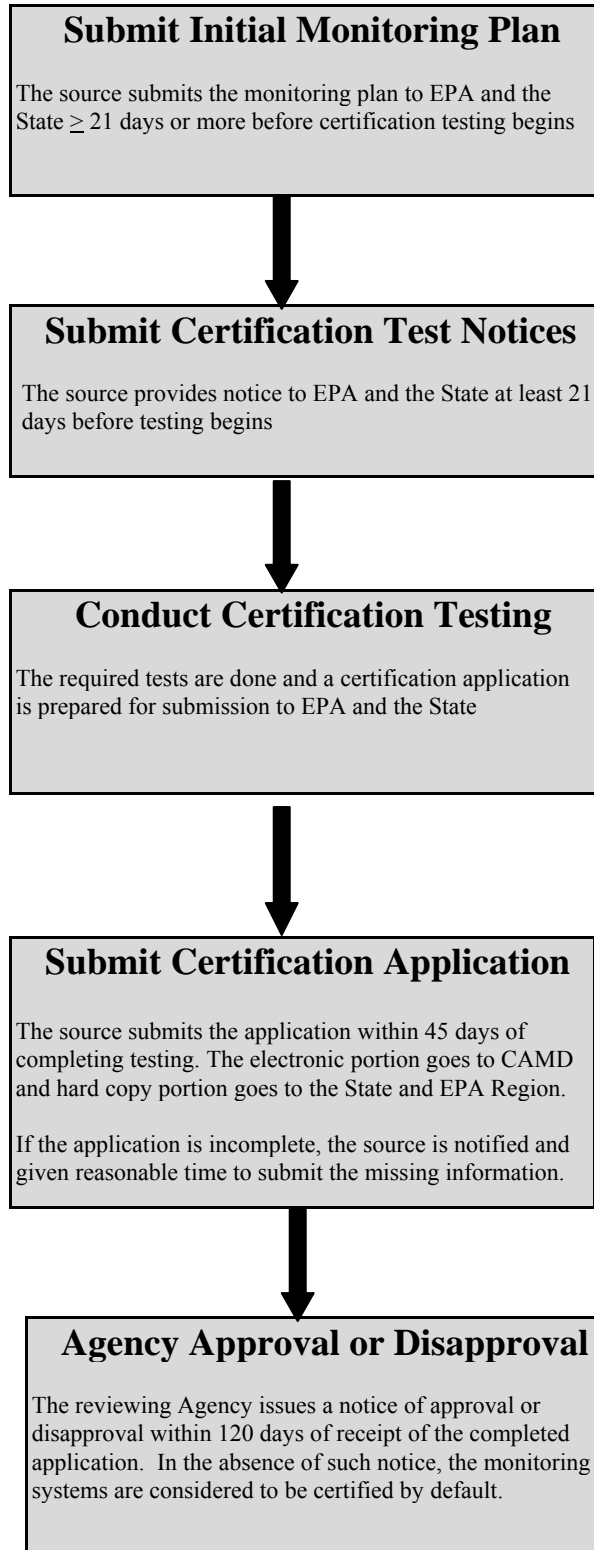 Submit Initial Monitoring Plan
The source submits the monitoring plan to EPA and the
State ≥ 21 days or more before certification testing begins
Submit Certification Test Notices
The source provides notice to EPA and the State at least 21
days before testing begins
Conduct Certification Testing
The required tests are done and a certification application
is prepared for submission to EPA and the State
Submit Certification Application
The source submits the application within 45 days of
completing testing. The electronic portion goes to CAMD
and hard copy portion goes to the State and EPA Region.
If the application is incomplete, the source is notified and
given reasonable time to submit the missing information.
Agency Approval or Disapproval
The reviewing Agency issues a notice of approval or
disapproval within 120 days of receipt of the completed
application. In the absence of such notice, the monitoring
systems are considered to be certified by default.